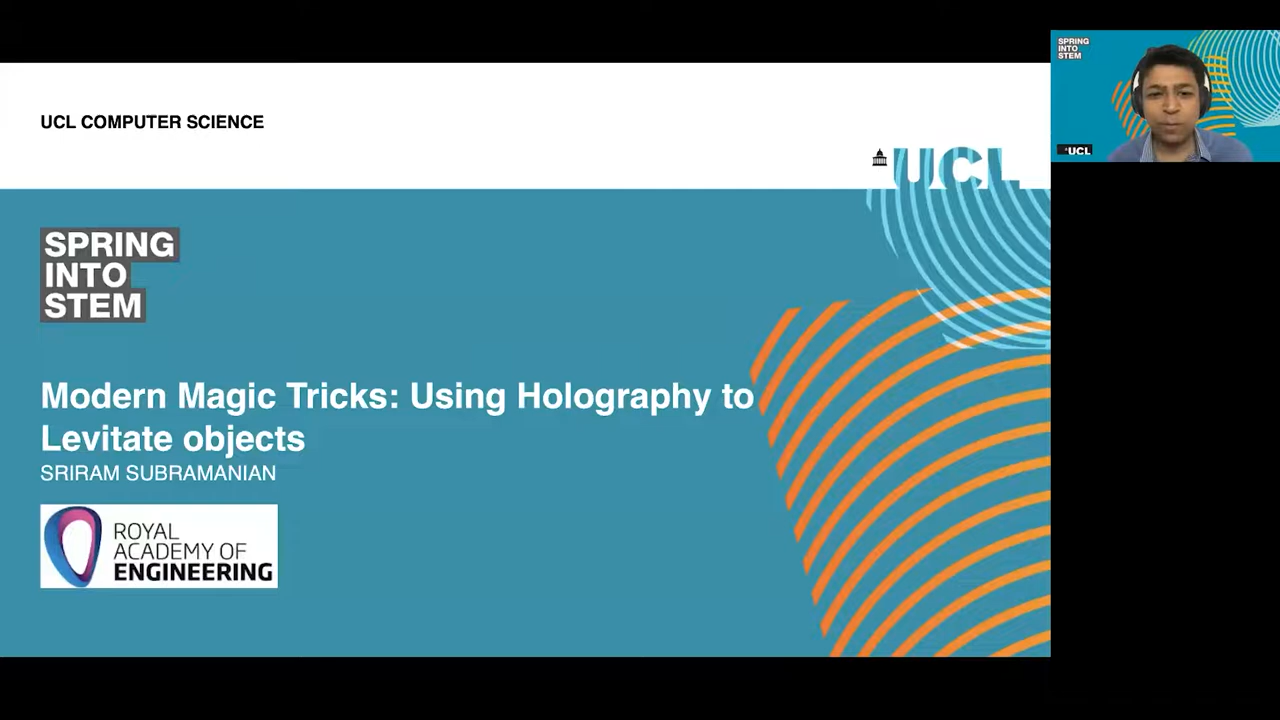 UCL COMPUTER SCIENCE
UCL
SPRING
INTO
STEM
Modern Magic Tricks: Using Holography to
Levitate objects
SRIRAM SUBRAMANIAN
ROYAL
ACADEMY OF
ENGINEERING
SPRING
INTO
STEM
UCL